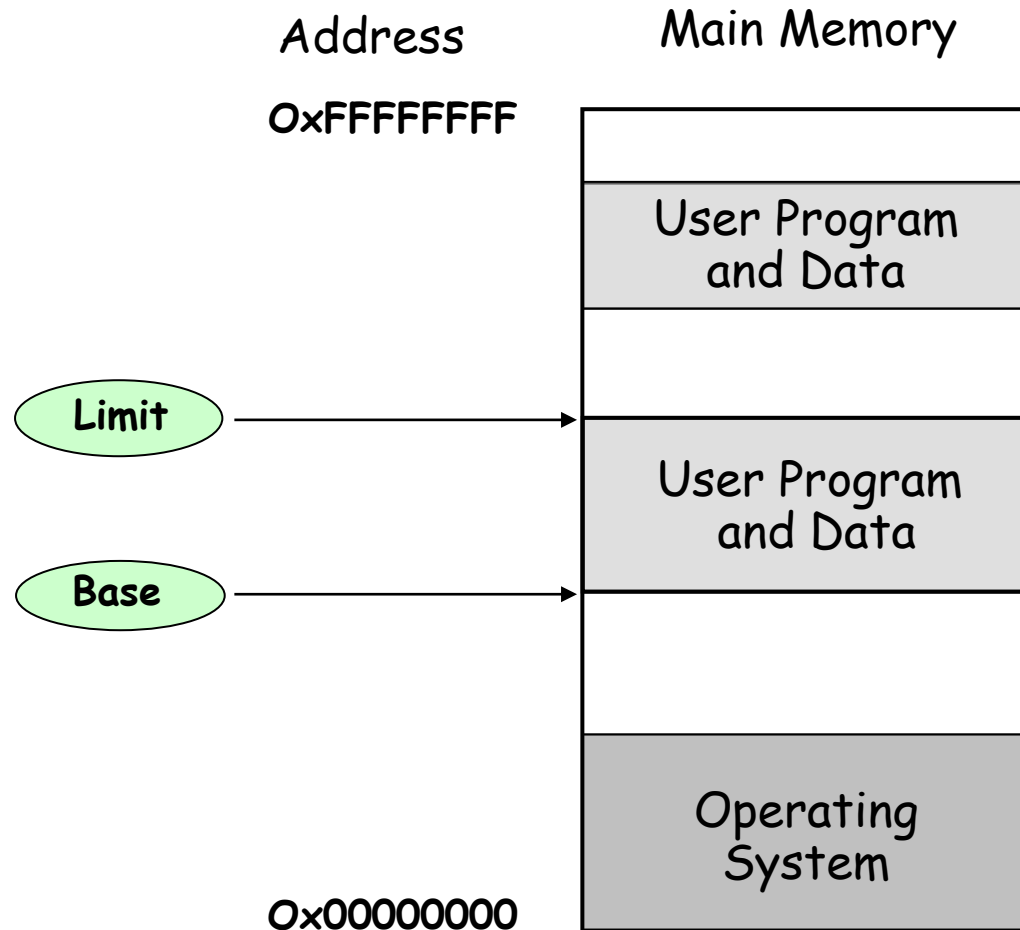 Address
Main Memory
0xFFFFFFFF
User Program
and Data
Limit
User Program
and Data
Base
Operating
System
0x00000000